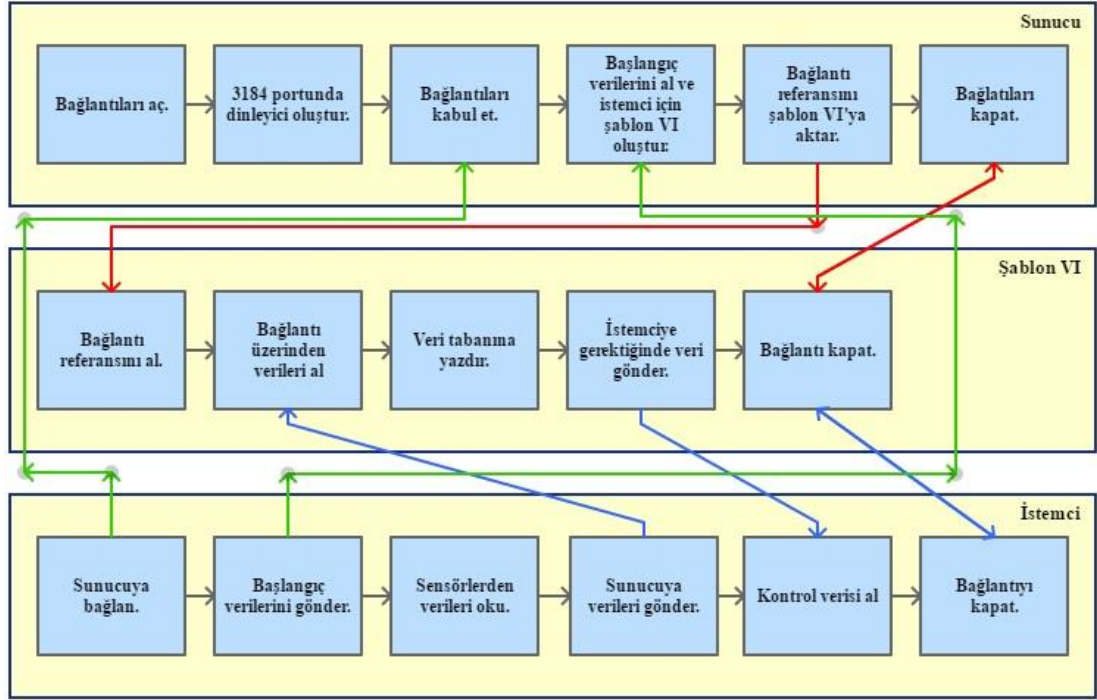 Sunucu
Bağlantıları aç.
3184 portunda
dinleyici oluştur.
Bağlantıları
kabul et.
Başlangıç
verilerini al ve
istemci için
şablon VI
oluştur.
Bağlantı
referansını
şablon VI'ya
aktar.
Bağlatıları
kapat.
Şablon VI
Bağlantı
referansını al.
Bağlantı
üzerinden
verileri al
Veri tabanına
yazdır.
İstemciye
gerektiğinde veri
gönder.
Bağlantı kapat.
İstemci
Sunucuya
bağlan.
Başlangıç
verilerini gönder.
Sensörlerden
verileri oku.
Sunucuya
verileri gönder.
Kontrol verisi al
Bağlantıyı
kapat.